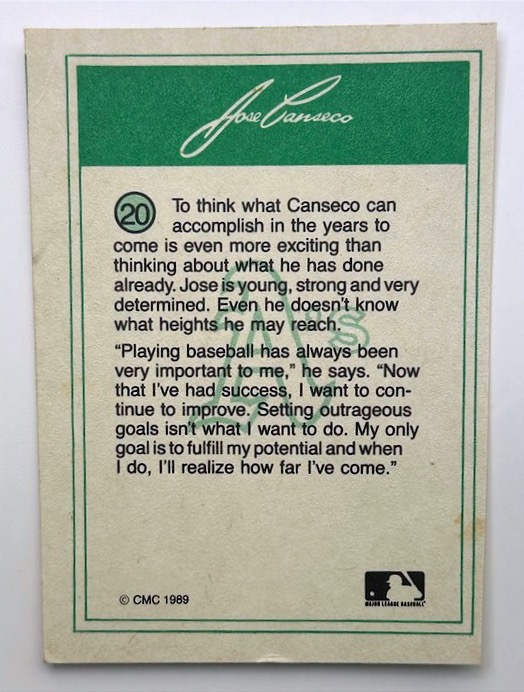 Jose Canseco
20 To think what Canseco can
accomplish in the years to
come is even more exciting than
thinking about what he has done
already. Jose is young, strong and very
determined. Even he doesn't know
what heights he may reach.
A's
"Playing baseball has always been
very important to me," he says. "Now
that I've had success, I want to con-
tinue to improve. Setting outrageous
goals isn't what I want to do. My only
goal is to fulfill my potential and when
I do, I'll realize how far I've come."
© CMC 1989
MAJOR LEAGUE BASEBALL